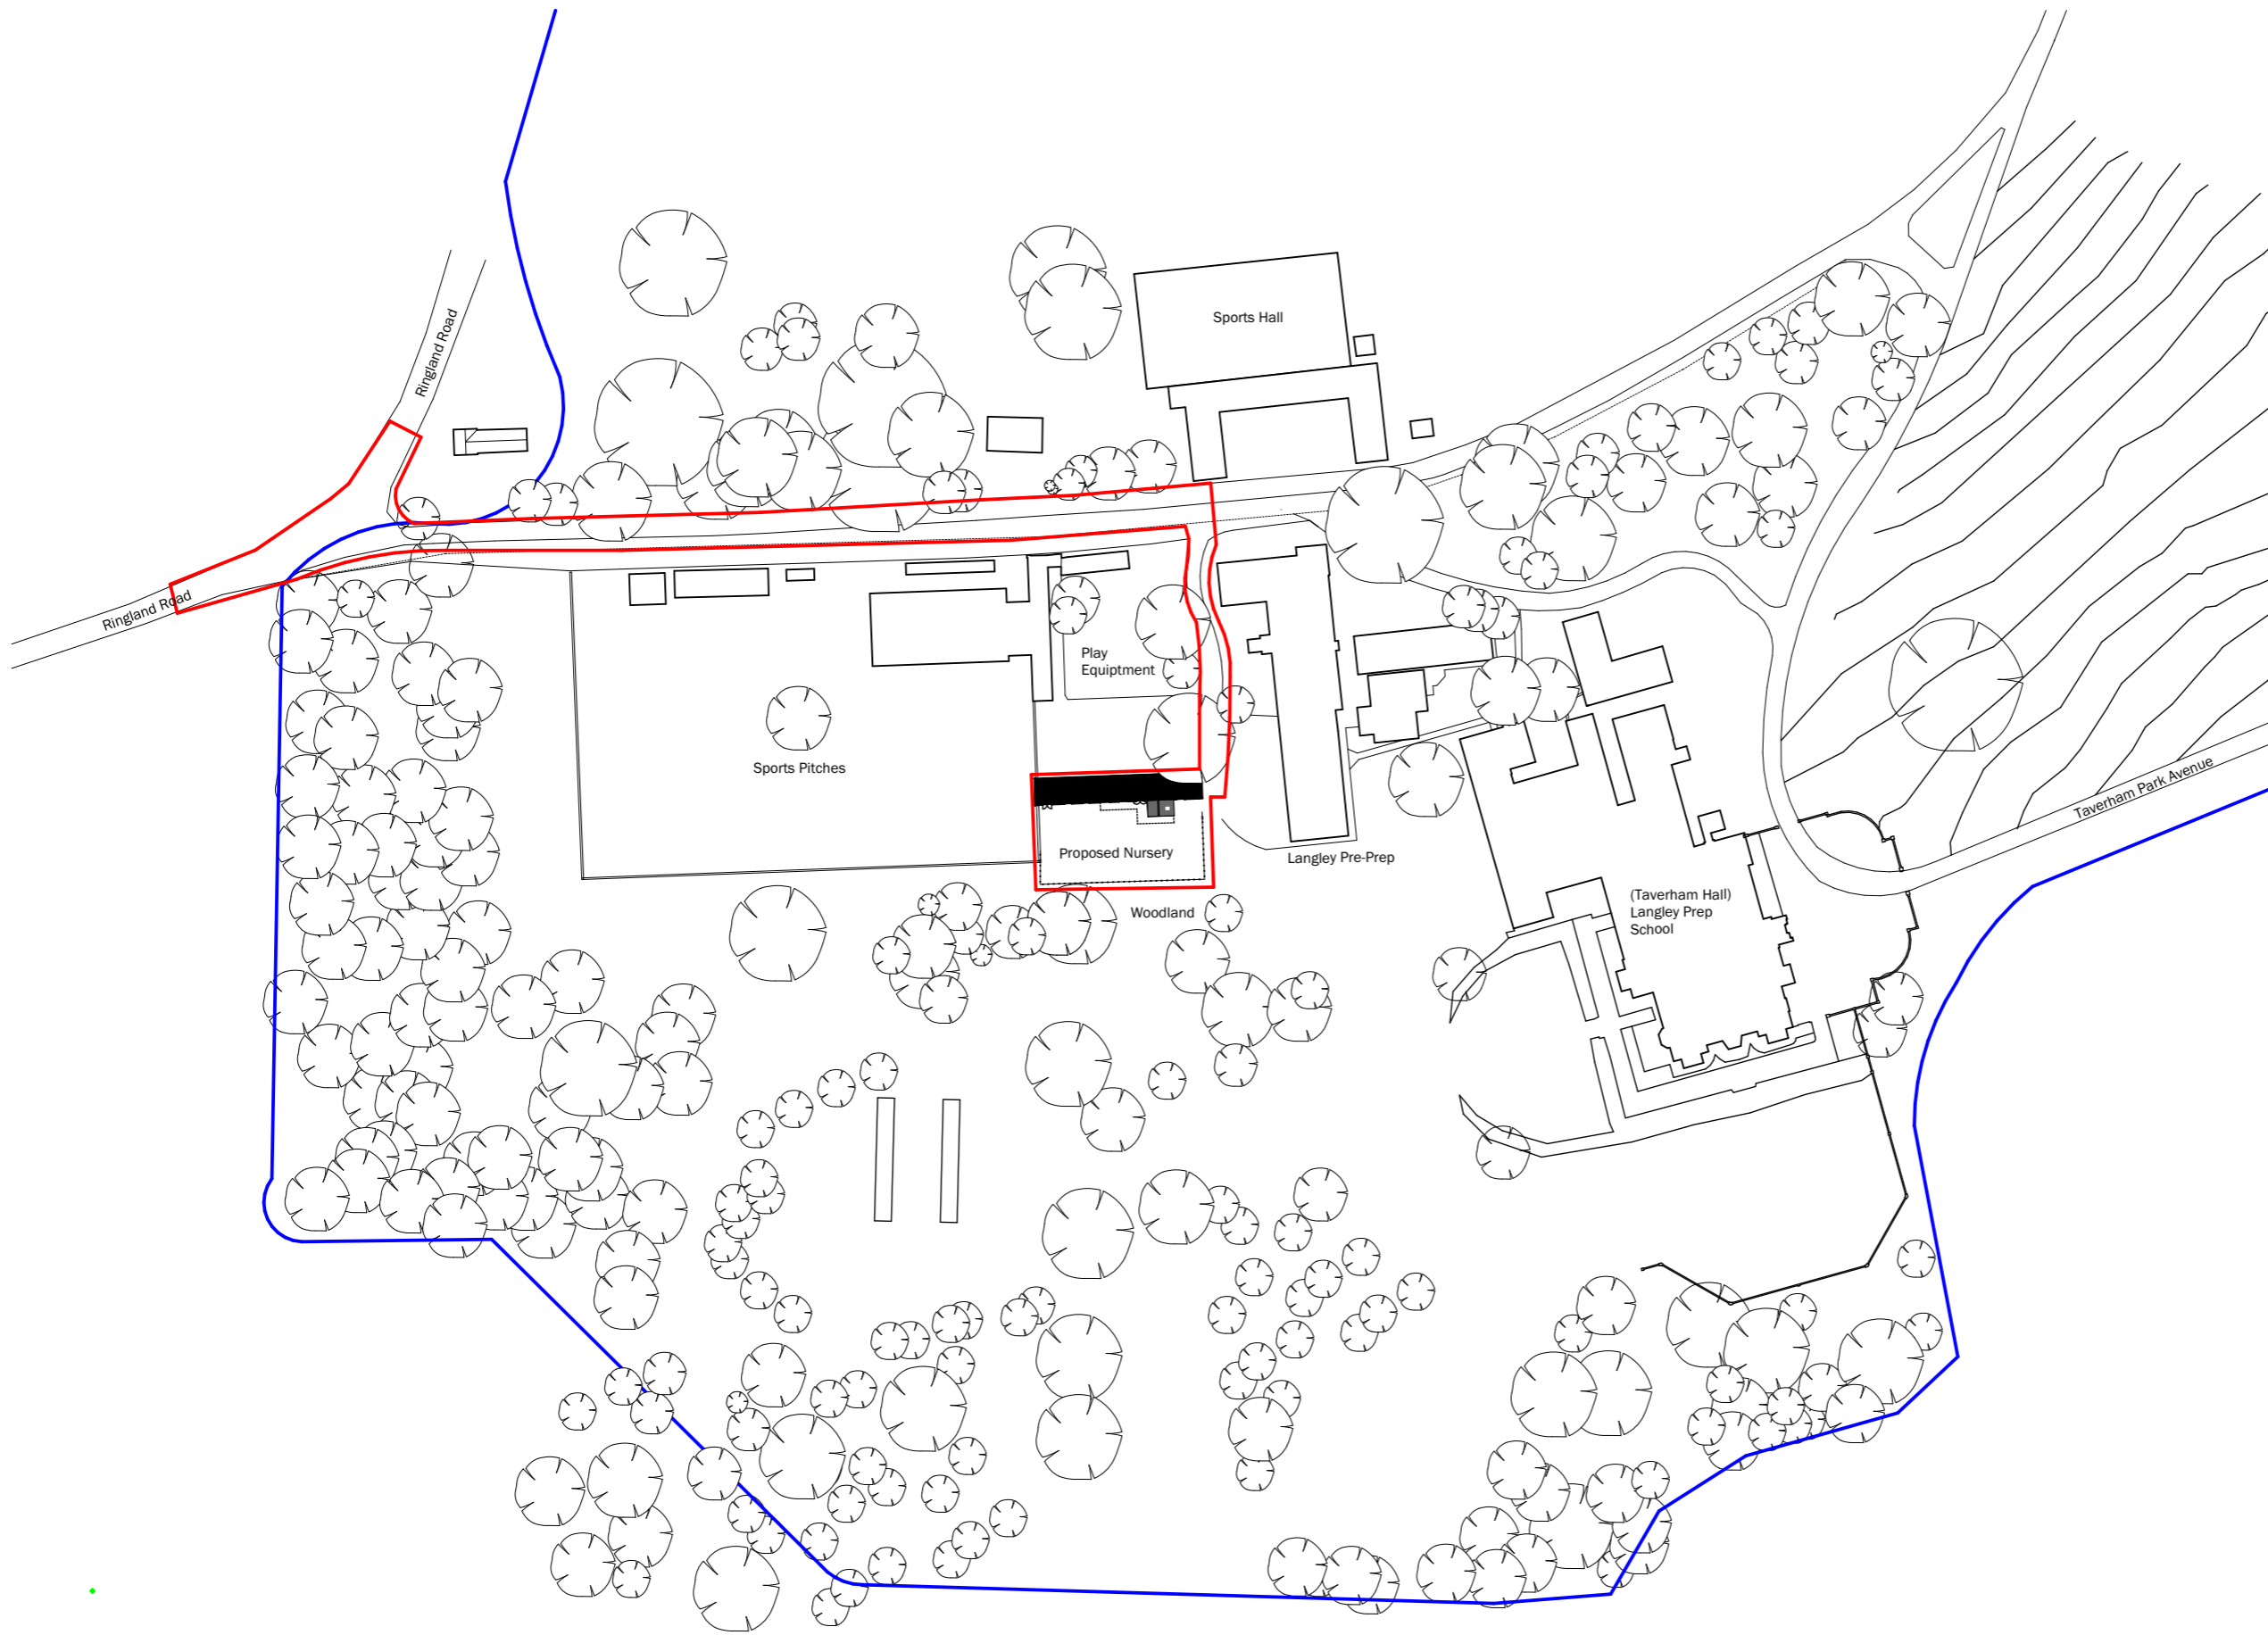 Sports Hall
Ringland Road
Ringland Road
Play
Equiptment
Sports Pitches
Taverham Park Avenue
Proposed Nursery
Langley Pre-Prep
(Taverham Hall)
Langley Prep
School
Woodland